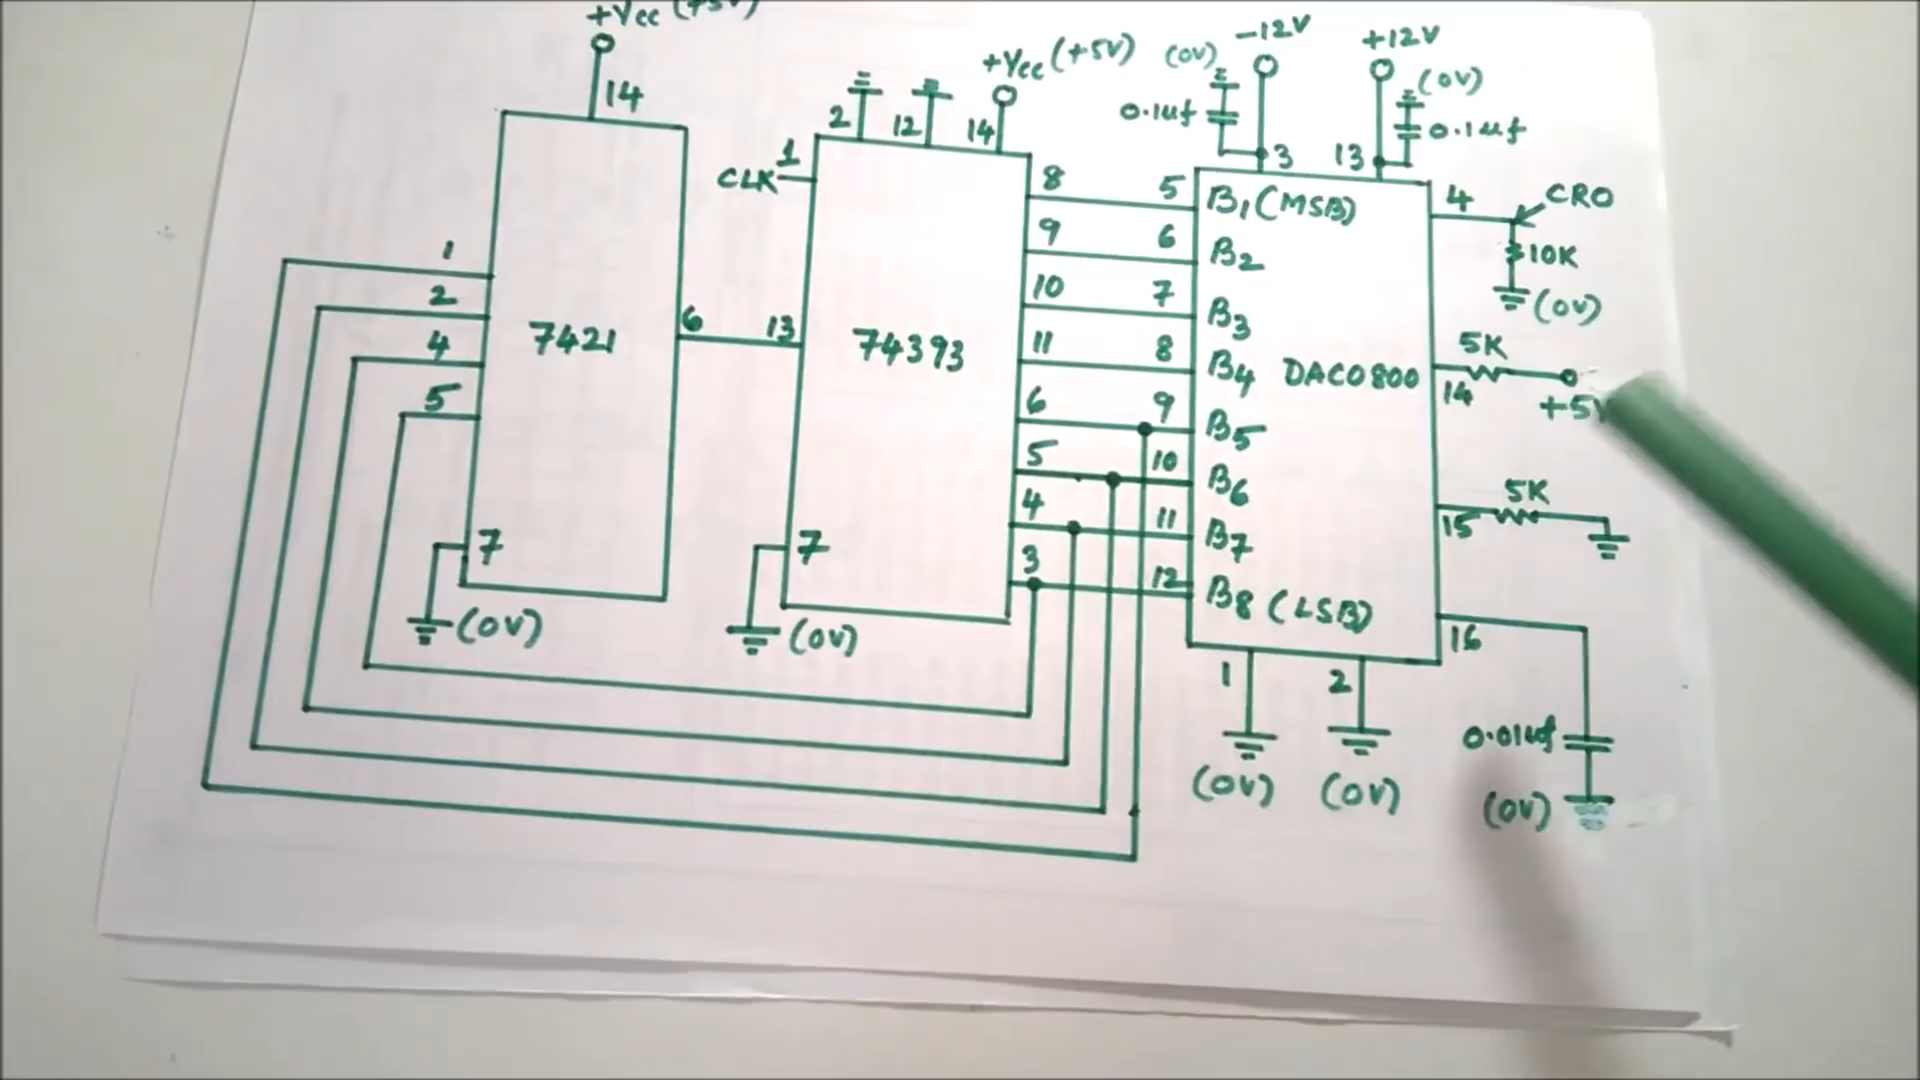 +Vcc (+5V)
14
1
2
4
5
7421
6
7
(0V)
2
12
14
+Vcc (+5V)
1
CLK
13
74393
7
(0V)
8
9
10
11
6
5
4
3
5
6
7
8
9
10
11
12
(0V)
-12V
0.1uf
3
+12V
(0V)
0.1uf
13
B1 (MSB)
B2
B3
B4
B5
B6
B7
B8 (LSB)
DAC0800
4
CRO
10K
(0V)
5K
14
+5V
5K
15
16
0.01uf
(0V)
1
2
(0V)
(0V)